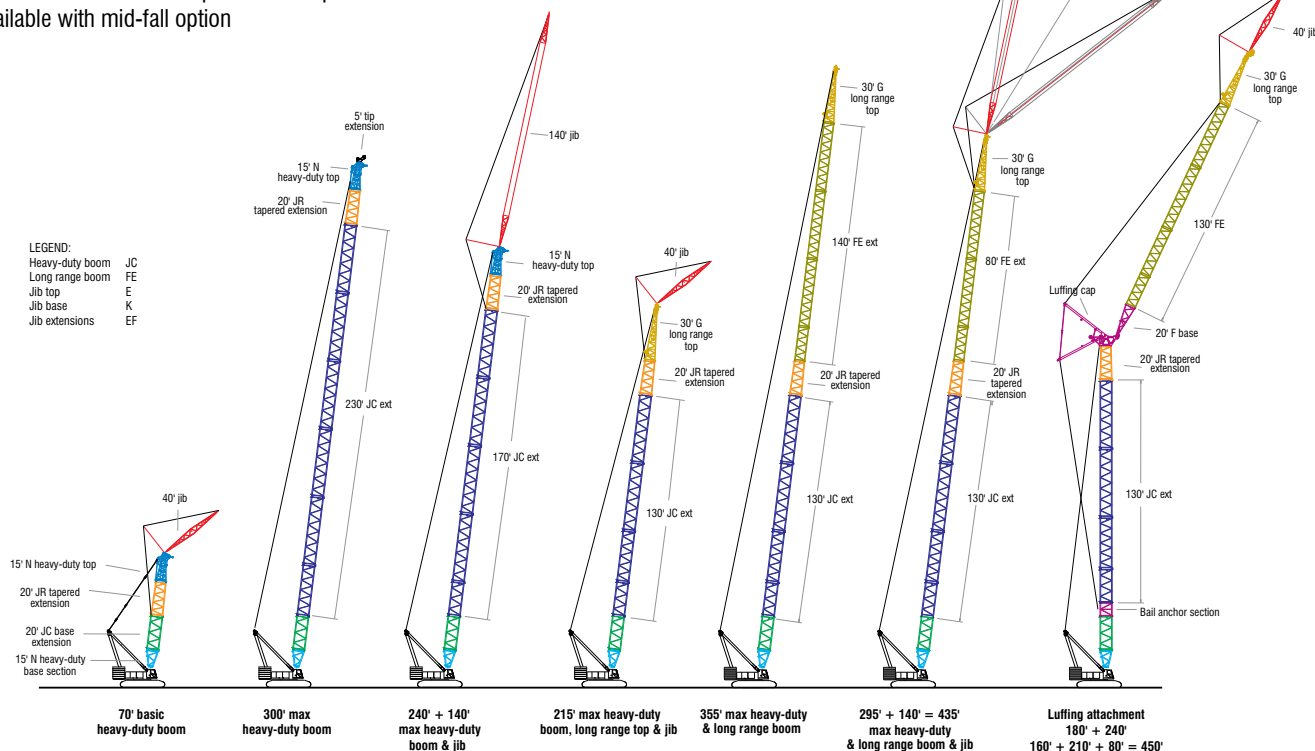 ailable with mid-fall option
LEGEND:
Heavy-duty boom JC
Long range boom FE
Jib top E
Jib base K
Jib extensions EF
40' jib
15' N heavy-duty top
20' JR tapered
extension
20' JC base
extension
15' N heavy-duty
base section
70' basic
heavy-duty boom
5' tip
extension
15' N
heavy-duty top
20' JR
tapered extension
230' JC ext
300' max
heavy-duty boom
140' jib
15' N
heavy-duty top
20' JR tapered
extension
170' JC ext
240' + 140'
max heavy-duty
boom & jib
40' jib
30' G
long range
top
20' JR tapered
extension
130' JC ext
215' max heavy-duty
boom, long range top & jib
30' G
long range
top
140' FE ext
20' JR tapered
extension
130' JC ext
355' max heavy-duty
& long range boom
30' G
long range
top
80' FE ext
20' JR
tapered
extension
130' JC ext
295' + 140' = 435'
max heavy-duty
& long range boom & jib
40' jib
30' G
long range
top
130' FE
Luffing cap
20' F base
20' JR tapered
extension
130' JC ext
Bail anchor section
Luffing attachment
180' + 240'
160' + 210' + 80' = 450'